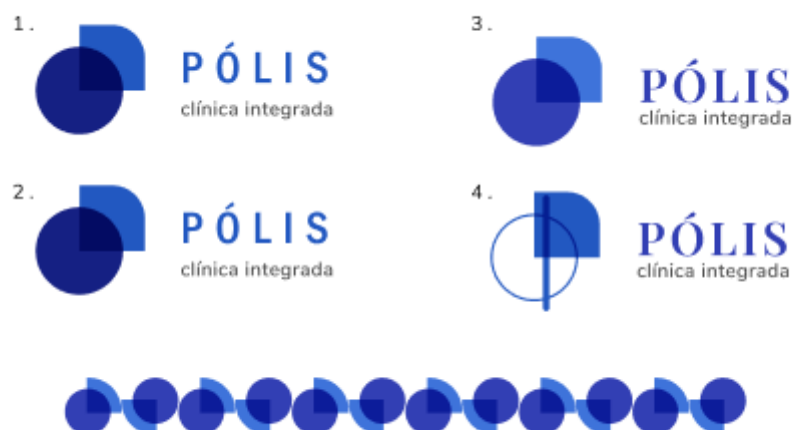 1.
PÓLIS
clínica integrada
2.
PÓLIS
clínica integrada
3.
PÓLIS
clínica integrada
4.
PÓLIS
clínica integrada